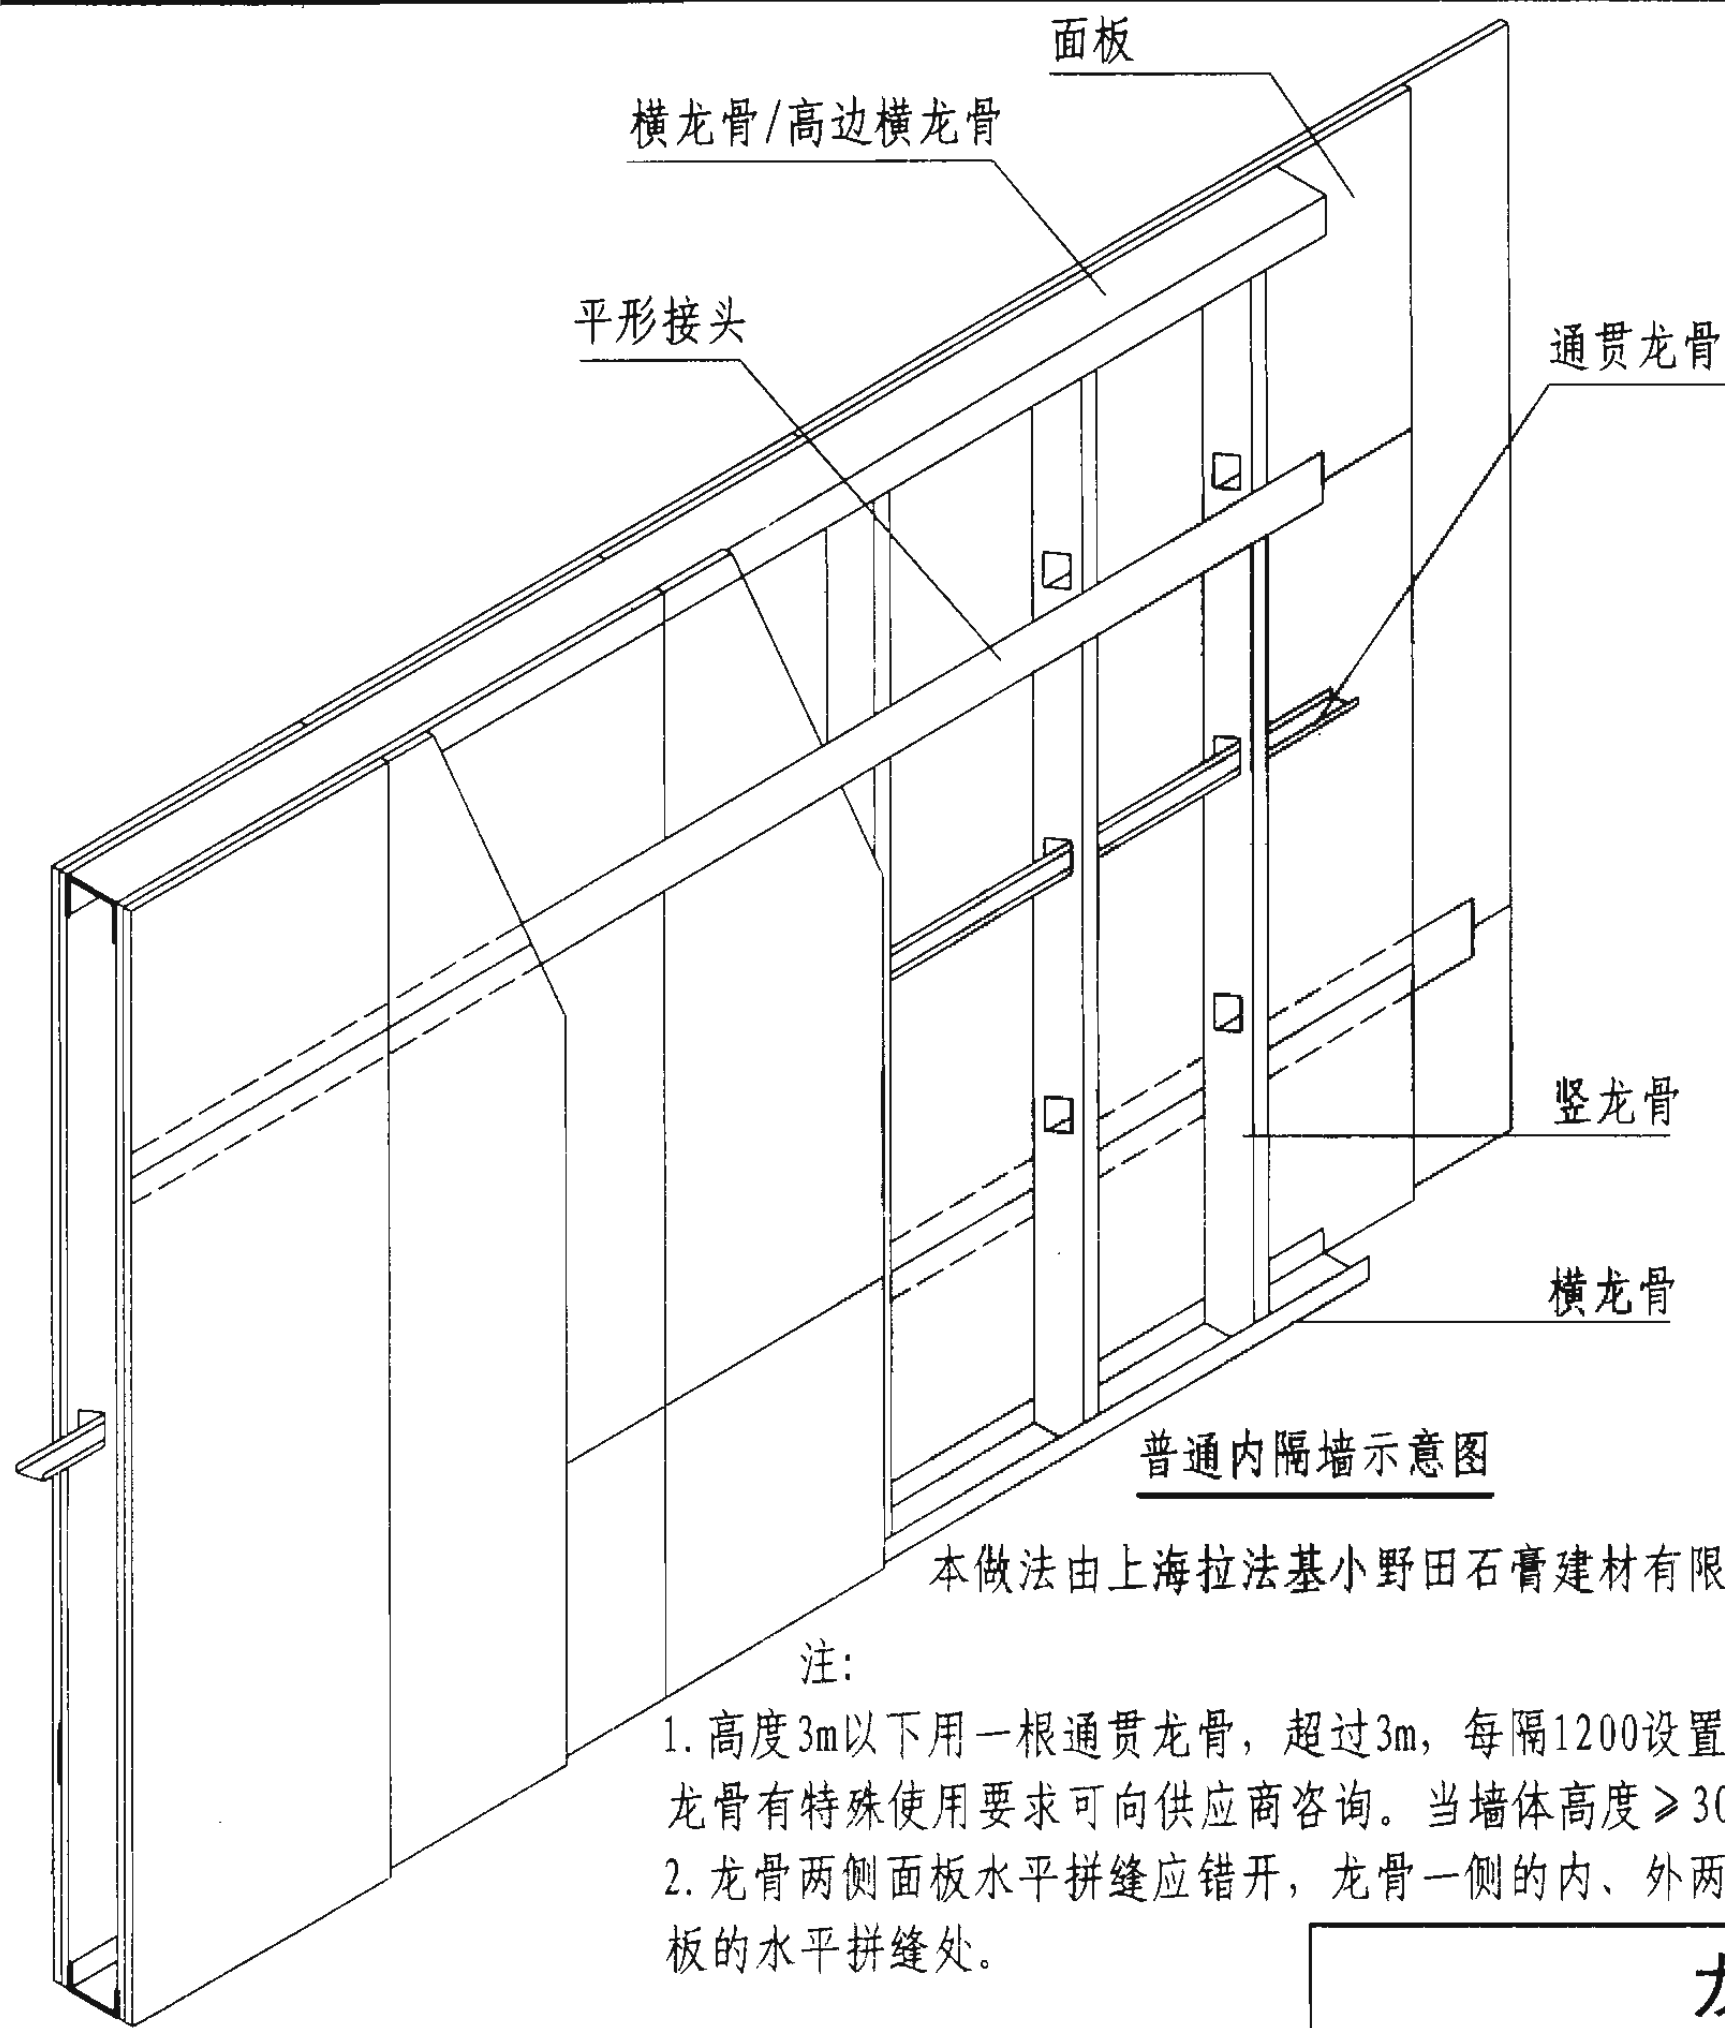 面板
横龙骨/高边横龙骨
平形接头
通贯龙骨
竖龙骨
横龙骨
普通内隔墙示意图
本做法由上海拉法基小野田石膏建材有限
注:
1. 高度3m以下用一根通贯龙骨，超过3m，每隔1200设置
龙骨有特殊使用要求可向供应商咨询。当墙体高度≥30
2. 龙骨两侧面板水平拼缝应错开，龙骨一侧的内、外两
板的水平拼缝处。